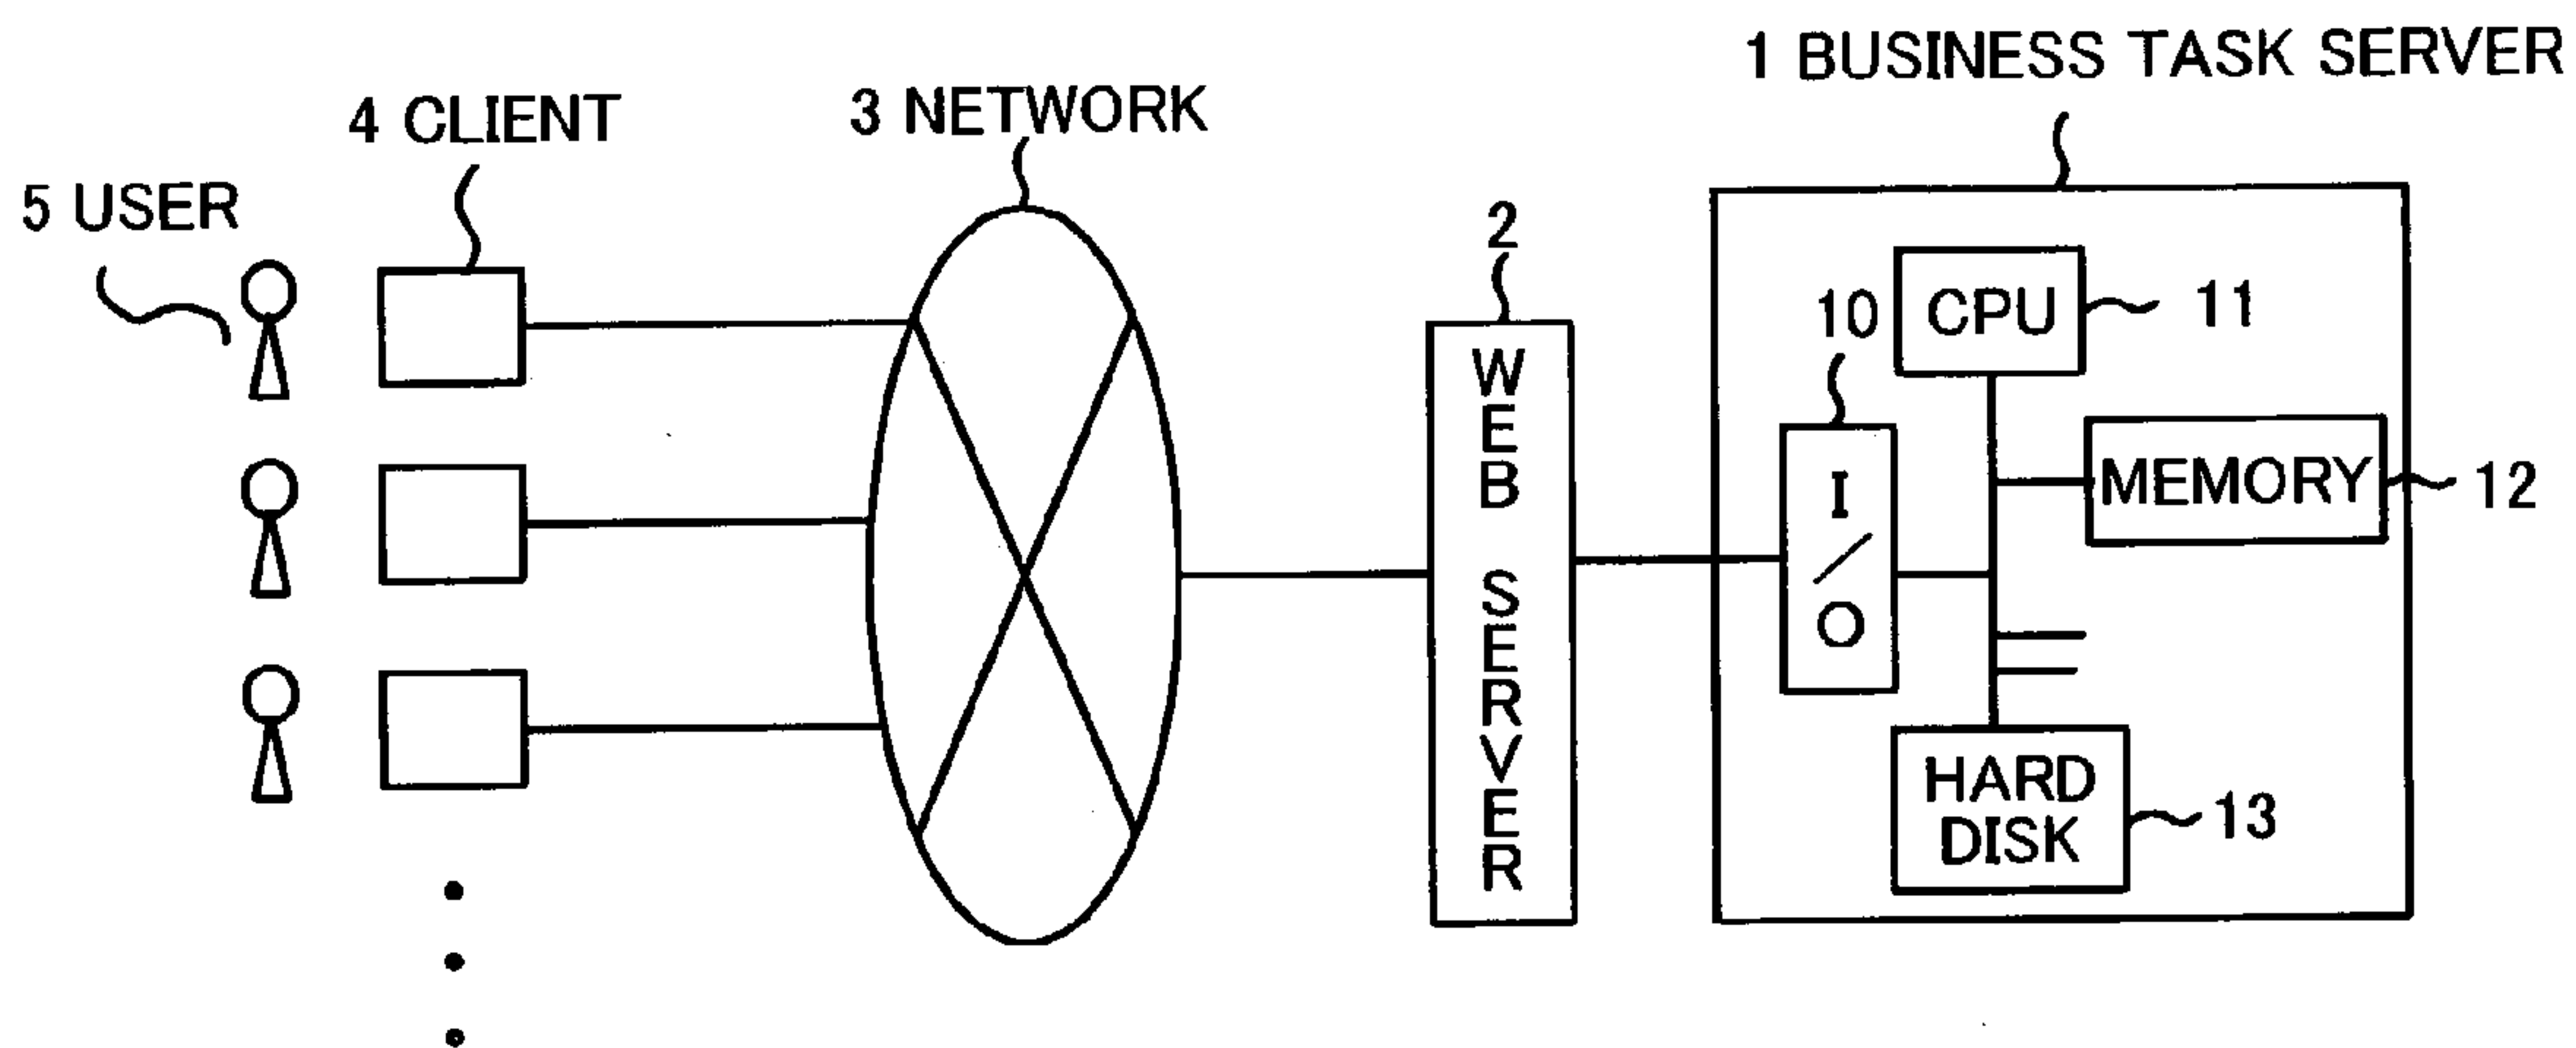 1 BUSINESS TASK SERVER
4 CLIENT
3 NETWORK
5 USER
2
WEB SERVER
10
CPU
11
I/O
MEMORY
12
HARD
DISK
13